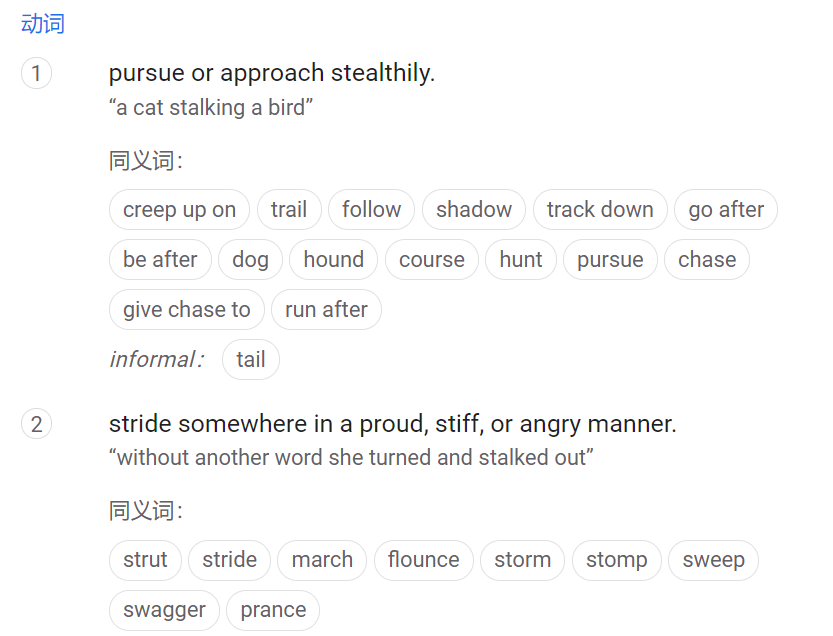 动词
1 pursue or approach stealthily.
“a cat stalking a bird”
同义词：
creep up on trail follow shadow track down go after
be after dog hound course hunt pursue chase
give chase to run after
informal： tail
2 stride somewhere in a proud, stiff, or angry manner.
“without another word she turned and stalked out”
同义词：
strut stride march flounce storm stomp sweep
swagger prance